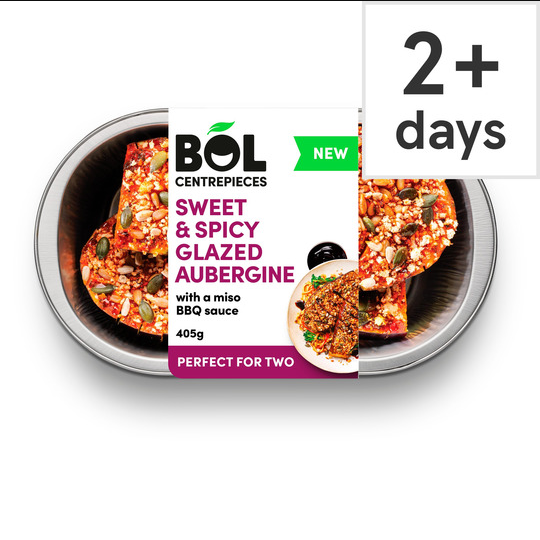 2+
days
BOL
CENTREPIECES
NEW
SWEET
& SPICY
GLAZED
AUBERGINE
with a miso
BBQ sauce
405g
PERFECT FOR TWO